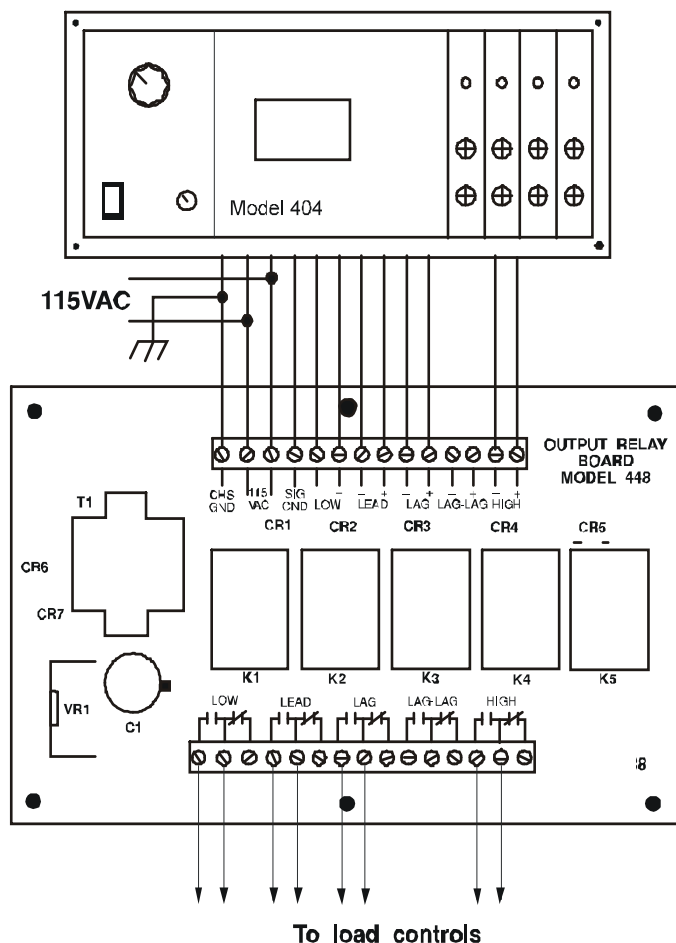 Model 404
115VAC
OUTPUT RELAY
BOARD
MODEL 448
CHS
GND
115
VAC
SIG
GND
LOW
–
–
LEAD
+
–
LAG
+
–
LAG-LAG
+
–
HIGH
+
T1
CR1
CR2
CR3
CR4
CR5
CR6
CR7
K1
K2
K3
K4
K5
VR1
C1
LOW
LEAD
LAG
LAG-LAG
HIGH
To load controls